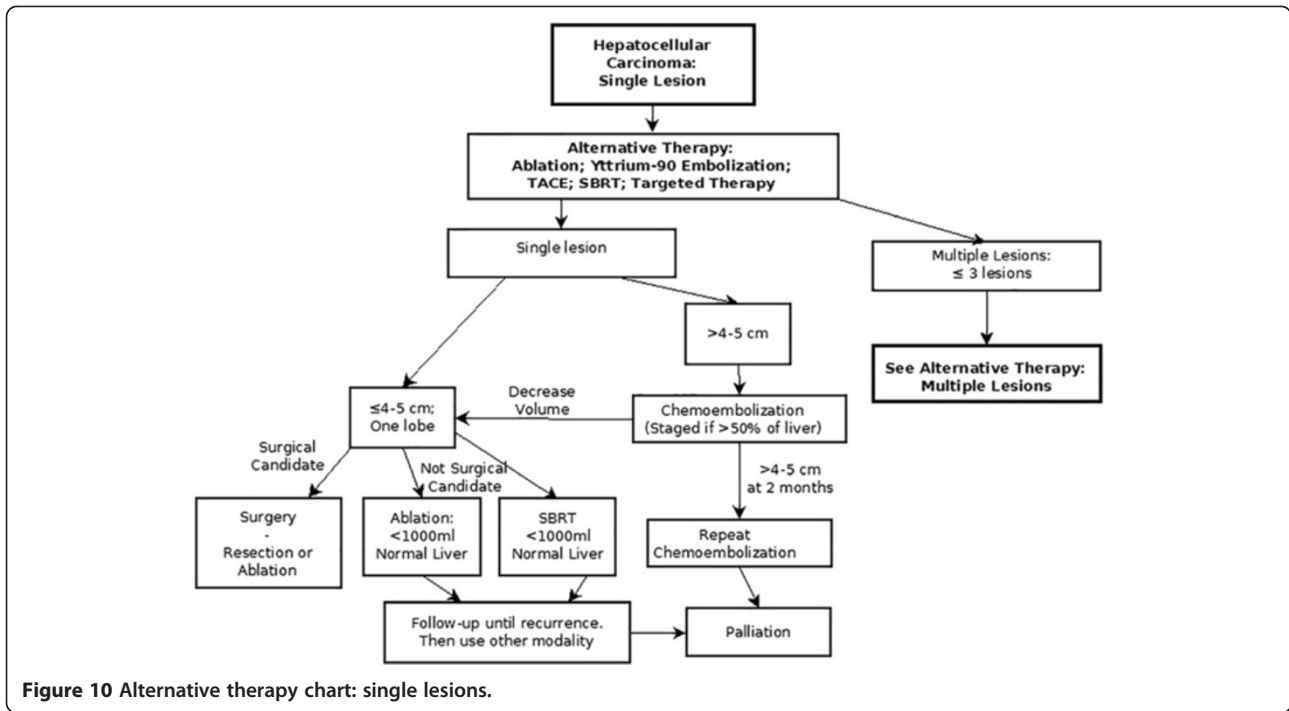 Hepatocellular
Carcinoma:
Single Lesion
Alternative Therapy:
Ablation; Yttrium-90 Embolization;
TACE; SBRT; Targeted Therapy
Single lesion
Multiple Lesions:
≤ 3 lesions
>4-5 cm
See Alternative Therapy:
Multiple Lesions
≤4-5 cm;
One lobe
Decrease
Volume
Chemoembolization
(Staged if >50% of liver)
Surgical
Candidate
Not Surgical
Candidate
>4-5 cm
at 2 months
Surgery
-
Resection or
Ablation
Ablation:
<1000ml
Normal Liver
SBRT
<1000ml
Normal Liver
Repeat
Chemoembolization
Follow-up until recurrence.
Then use other modality
Palliation
Figure 10 Alternative therapy chart: single lesions.